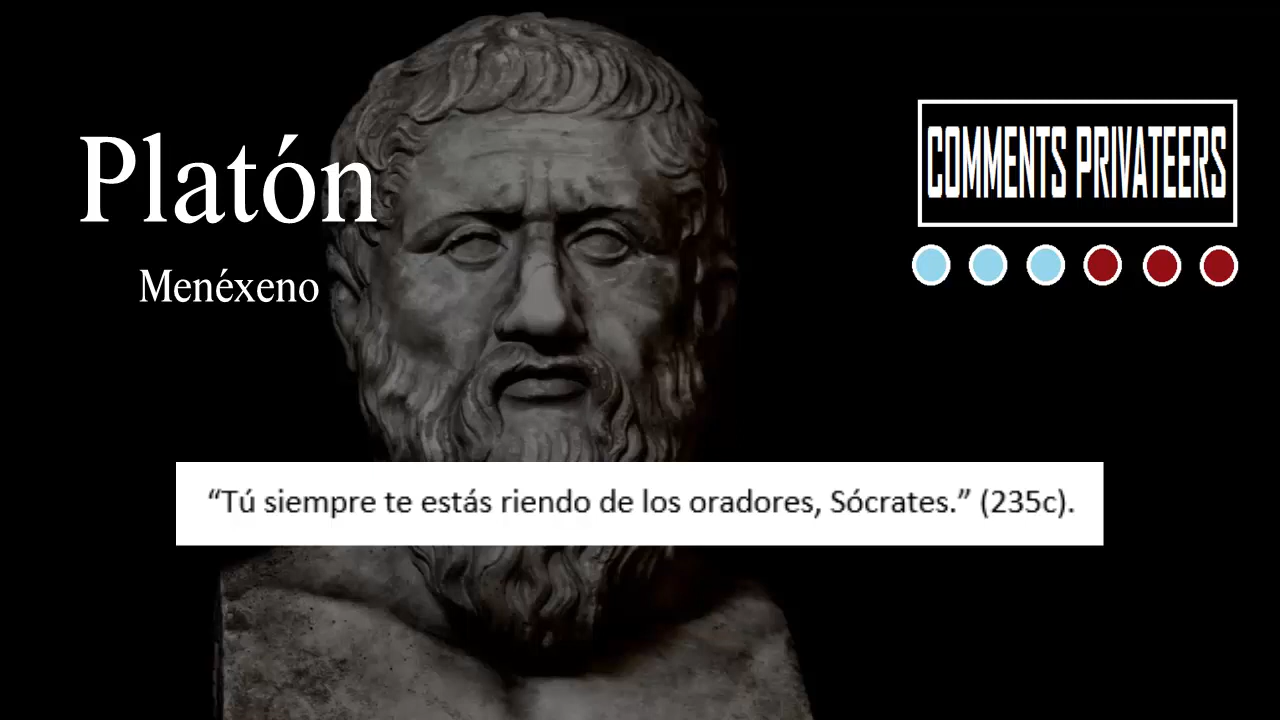 Platón
Menéxeno
COMMENTS PRIVATEERS
“Tú siempre te estás riendo de los oradores, Sócrates.” (235c).